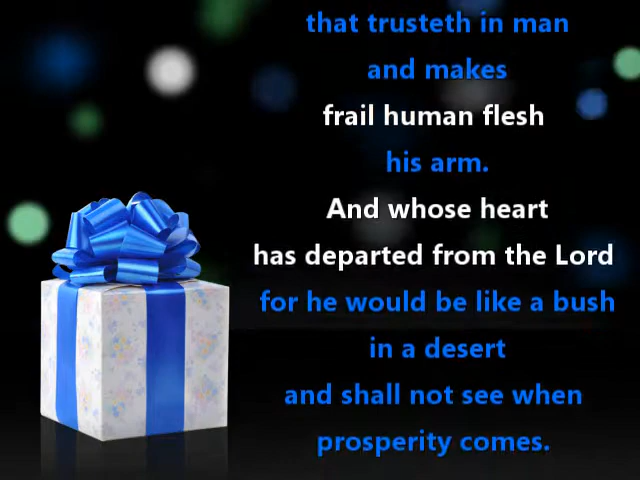 that trusteth in man
and makes
frail human flesh
his arm.
And whose heart
has departed from the Lord
for he would be like a bush
in a desert
and shall not see when
prosperity comes.